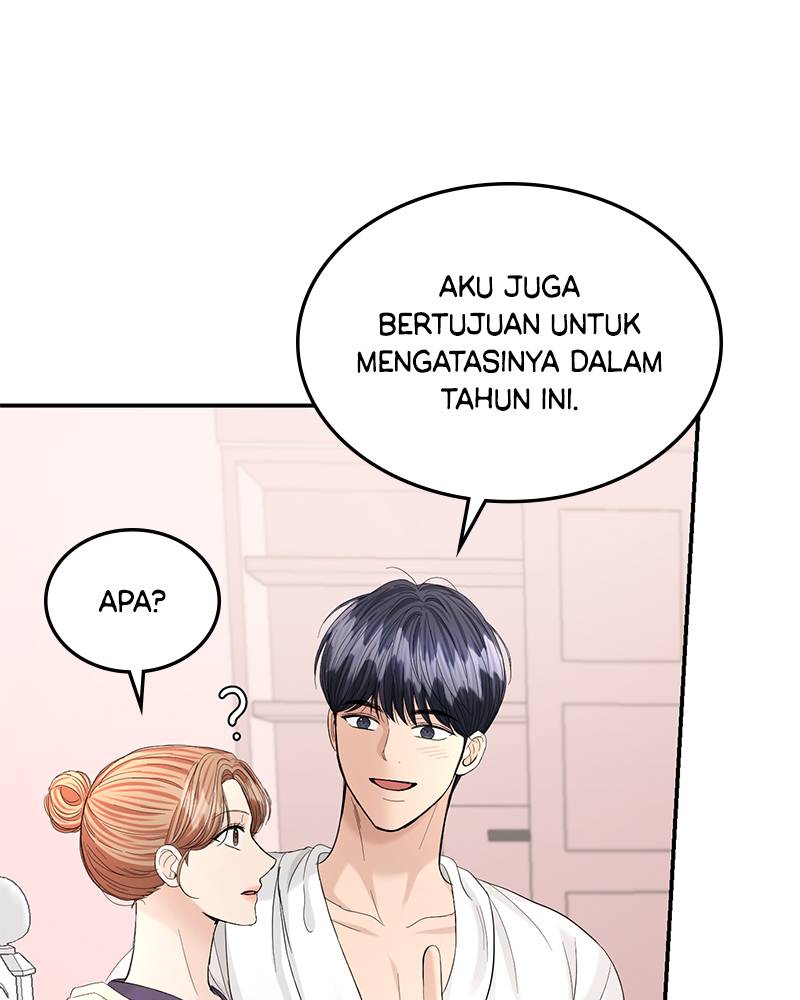 AKU JUGA
BERTUJUAN UNTUK
MENGATASINYA DALAM
TAHUN INI.
APA?
?